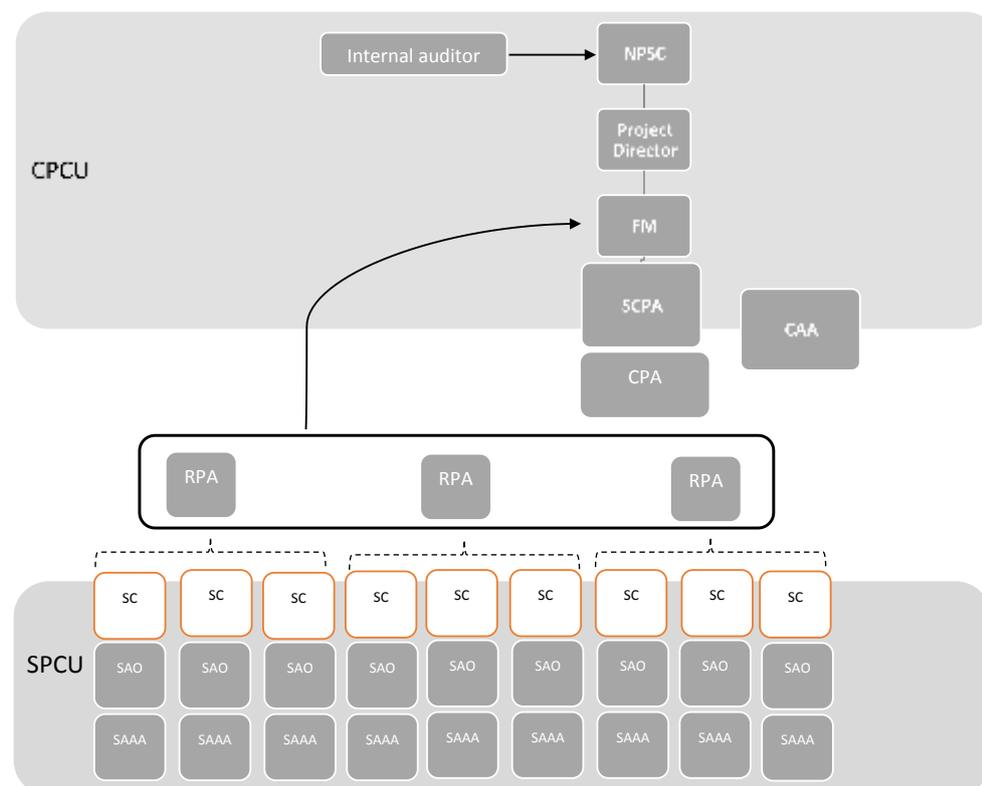 Internal auditor
NPSC
Project
Director
CPCU
FM
SCPA
CAA
CPA
RPA RPA RPA
SC SC SC SC SC SC SC SC SC
SPCU
SAO SAO SAO SAO SAO SAO SAO SAO SAO
SAAA SAAA SAAA SAAA SAAA SAAA SAAA SAAA SAAA